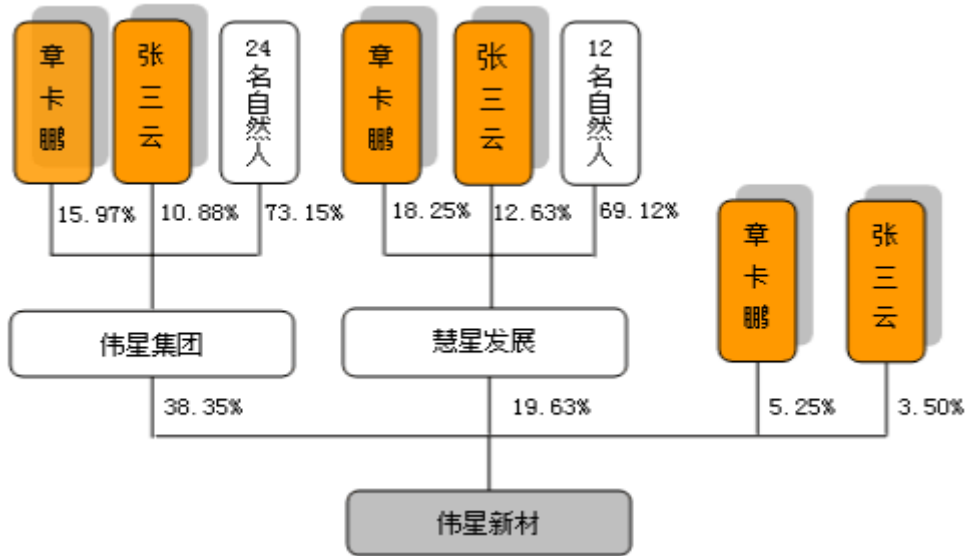 章卡鹏
张三云
24名自然人
章卡鹏
张三云
12名自然人
15.97%
10.88%
73.15%
18.25%
12.63%
69.12%
章卡鹏
张三云
伟星集团
慧星发展
38.35%
19.63%
5.25%
3.50%
伟星新材